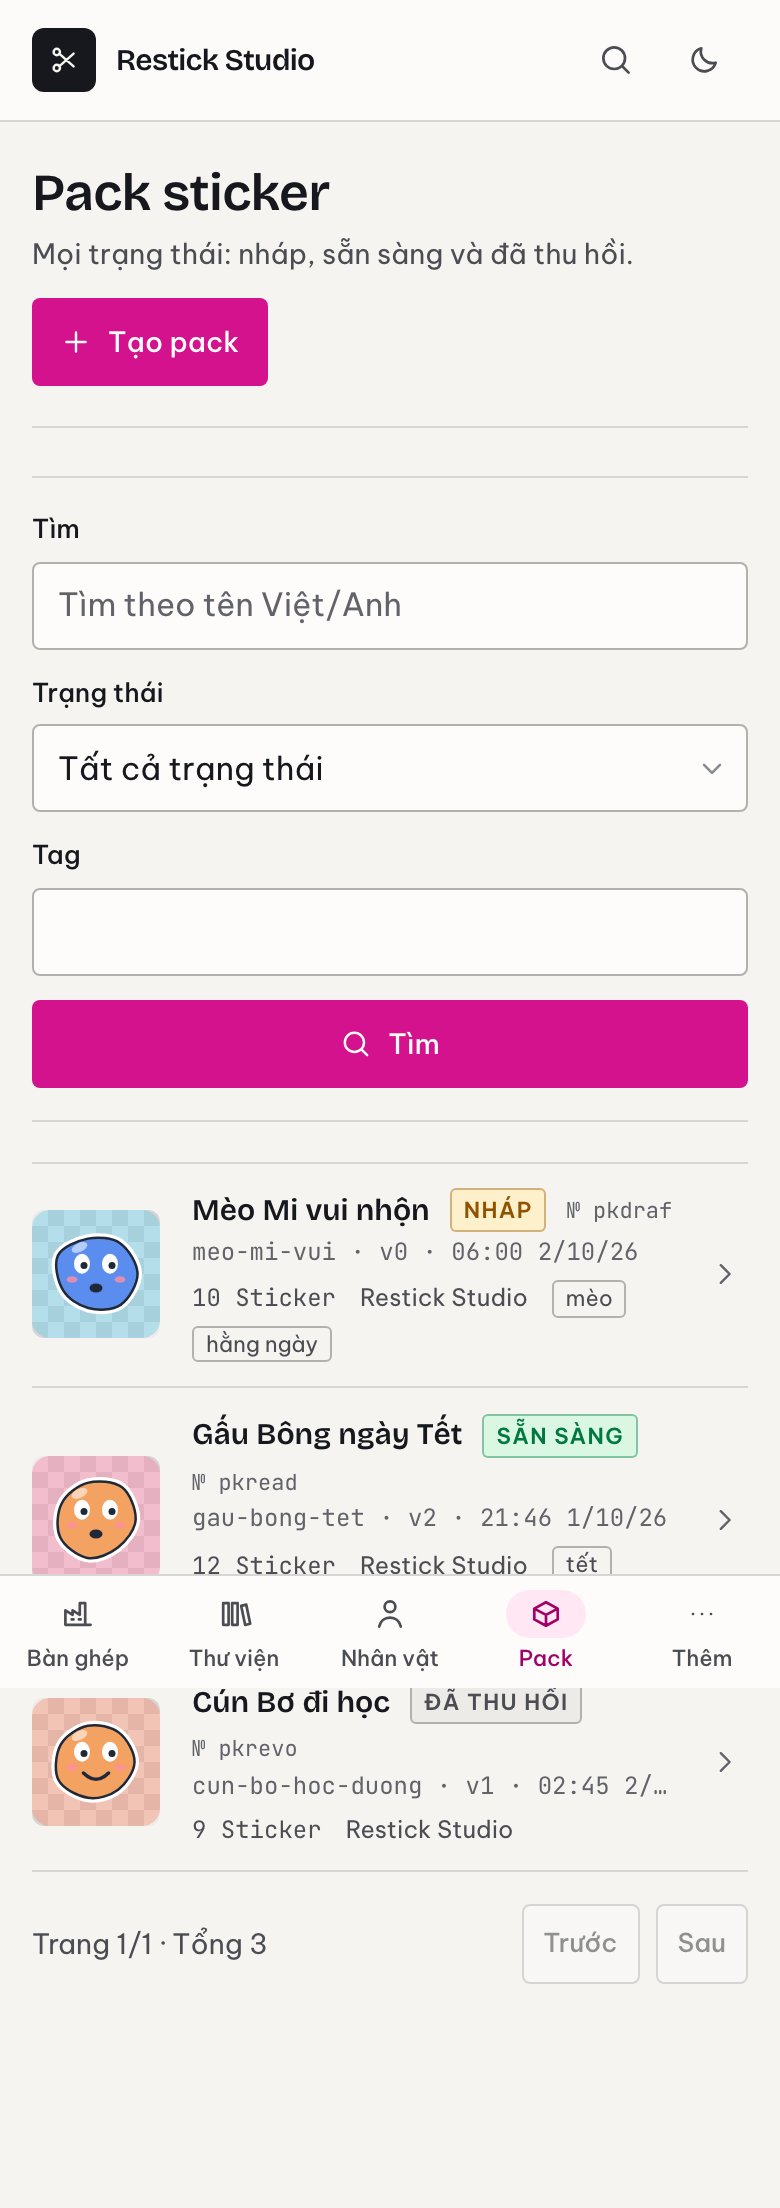 Restick Studio
Pack sticker
Mọi trạng thái: nháp, sẵn sàng và đã thu hồi.
Tạo pack
Tìm
Tìm theo tên Việt/Anh
Trạng thái
Tất cả trạng thái
Tag
Tìm
Mèo Mi vui nhộn NHÁP № pkdraf
meo-mi-vui · v0 · 06:00 2/10/26
10 Sticker Restick Studio mèo
hằng ngày
Gấu Bông ngày Tết SẴN SÀNG
№ pkread
gau-bong-tet · v2 · 21:46 1/10/26
12 Sticker Restick Studio tết
Bàn ghép Thư viện Nhân vật Pack Thêm
Cún Bơ đi học ĐÃ THU HỒI
№ pkrevo
cun-bo-hoc-duong · v1 · 02:45 2/…
9 Sticker Restick Studio
Trang 1/1 · Tổng 3 Trước Sau